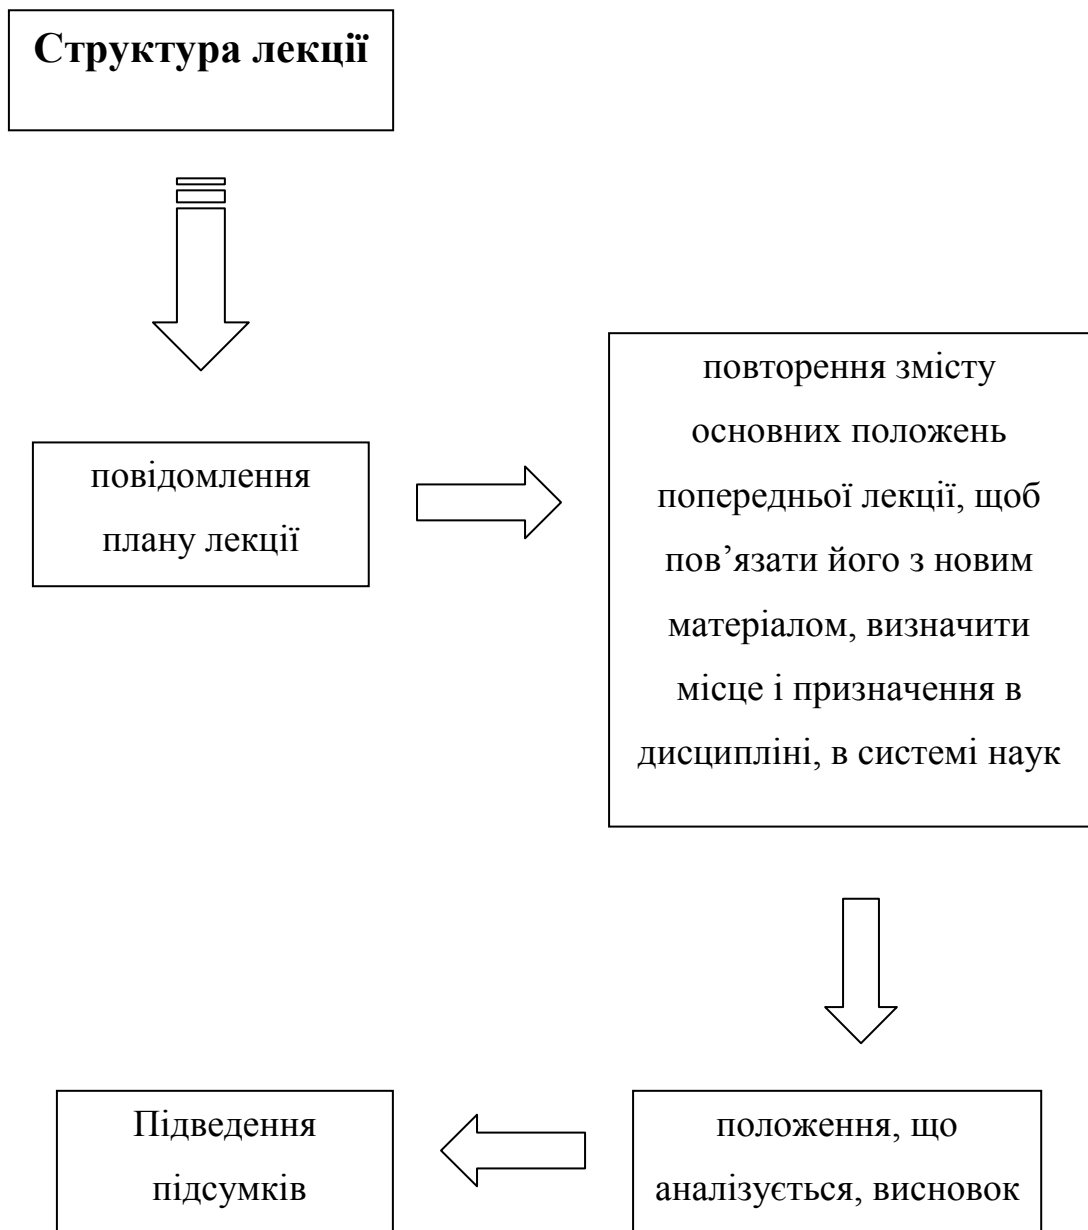 Структура лекції
повідомлення
плану лекції
повторення змісту
основних положень
попередньої лекції, щоб
пов’язати його з новим
матеріалом, визначити
місце і призначення в
дисципліні, в системі наук
положення, що
аналізується, висновок
Підведення
підсумків